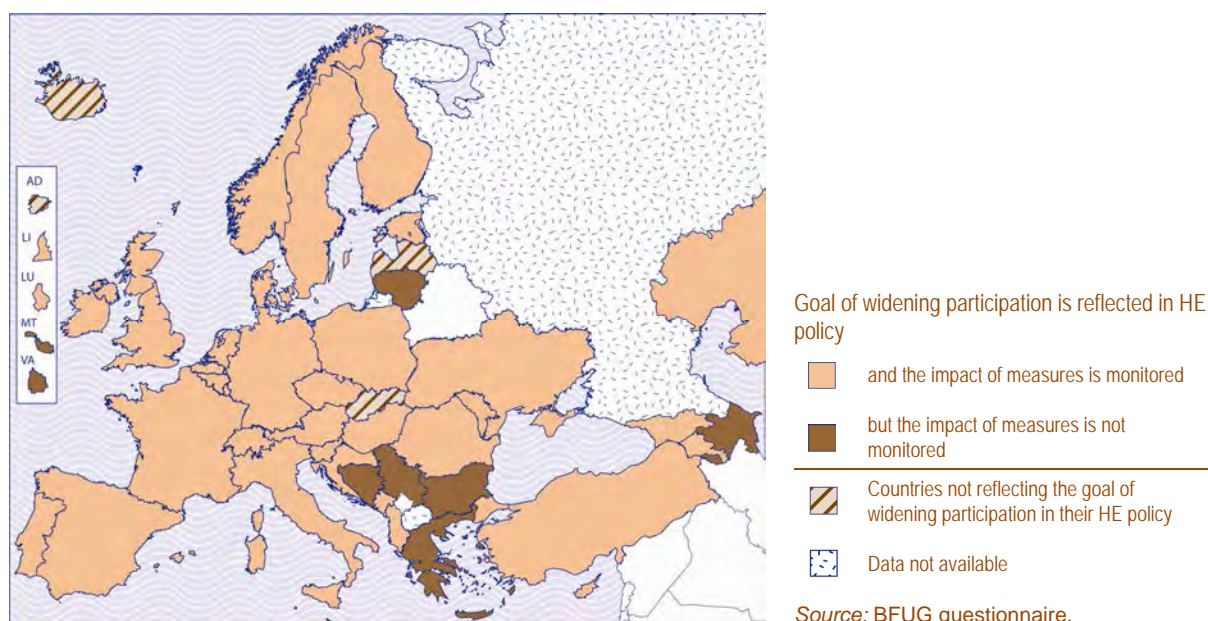 AD
LI
LU
MT
VA
Goal of widening participation is reflected in HE
policy
and the impact of measures is monitored
but the impact of measures is not
monitored
Countries not reflecting the goal of
widening participation in their HE policy
Data not available
Source: BFUG questionnaire.